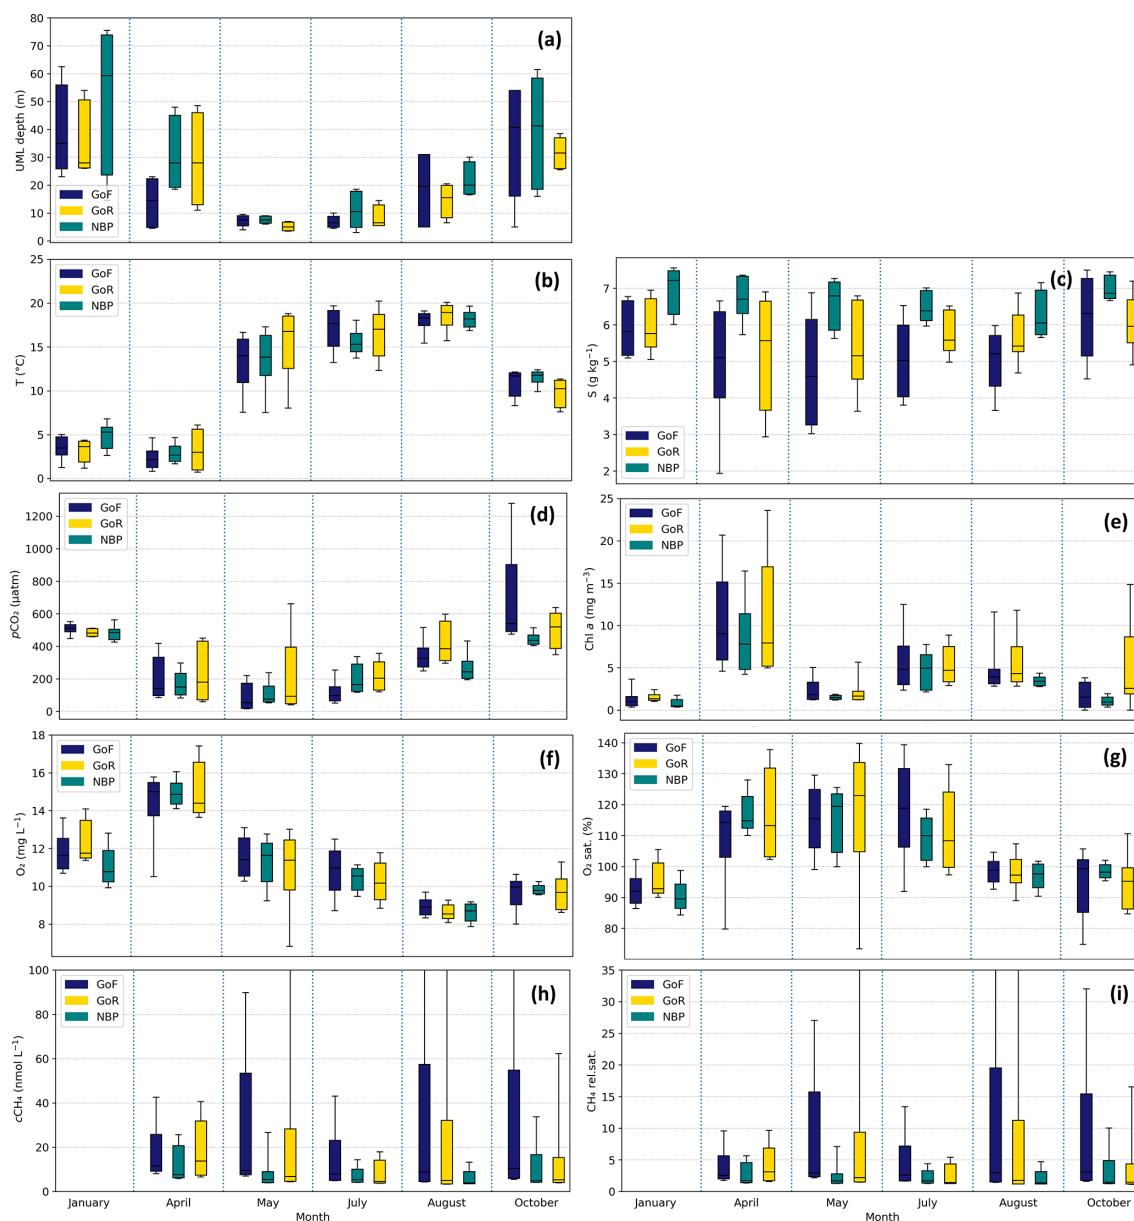 80
70
60
50
40
30
20
10
0
UML depth (m)
GoF
GoR
NBP
(a)
25
20
15
10
5
0
T (°C)
GoF
GoR
NBP
(b)
7
6
5
4
3
2
S (g kg⁻¹)
GoF
GoR
NBP
(c)
1200
1000
800
600
400
200
0
pCO₂ (µatm)
GoF
GoR
NBP
(d)
25
20
15
10
5
0
Chl a (mg m⁻³)
GoF
GoR
NBP
(e)
18
16
14
12
10
8
O₂ (mg L⁻¹)
GoF
GoR
NBP
(f)
140
130
120
110
100
90
80
O₂ sat. (%)
GoF
GoR
NBP
(g)
100
80
60
40
20
0
cCH₄ (nmol L⁻¹)
GoF
GoR
NBP
(h)
January April May July August October
Month
35
30
25
20
15
10
5
0
CH₄ rel.sat.
GoF
GoR
NBP
(i)
January April May July August October
Month